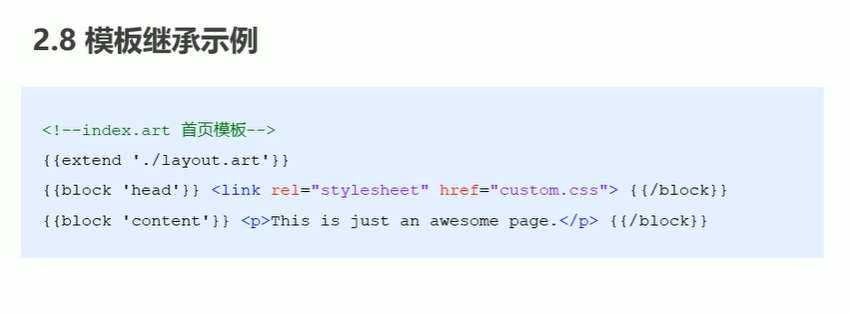 2.8 模板继承示例
<!--index.art 首页模板-->
{{extend './layout.art'}}
{{block 'head'}} <link rel="stylesheet" href="custom.css"> {{/block}}
{{block 'content'}} <p>This is just an awesome page.</p> {{/block}}